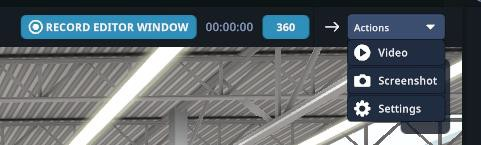 RECORD EDITOR WINDOW 00:00:00 360 Actions
Video
Screenshot
Settings